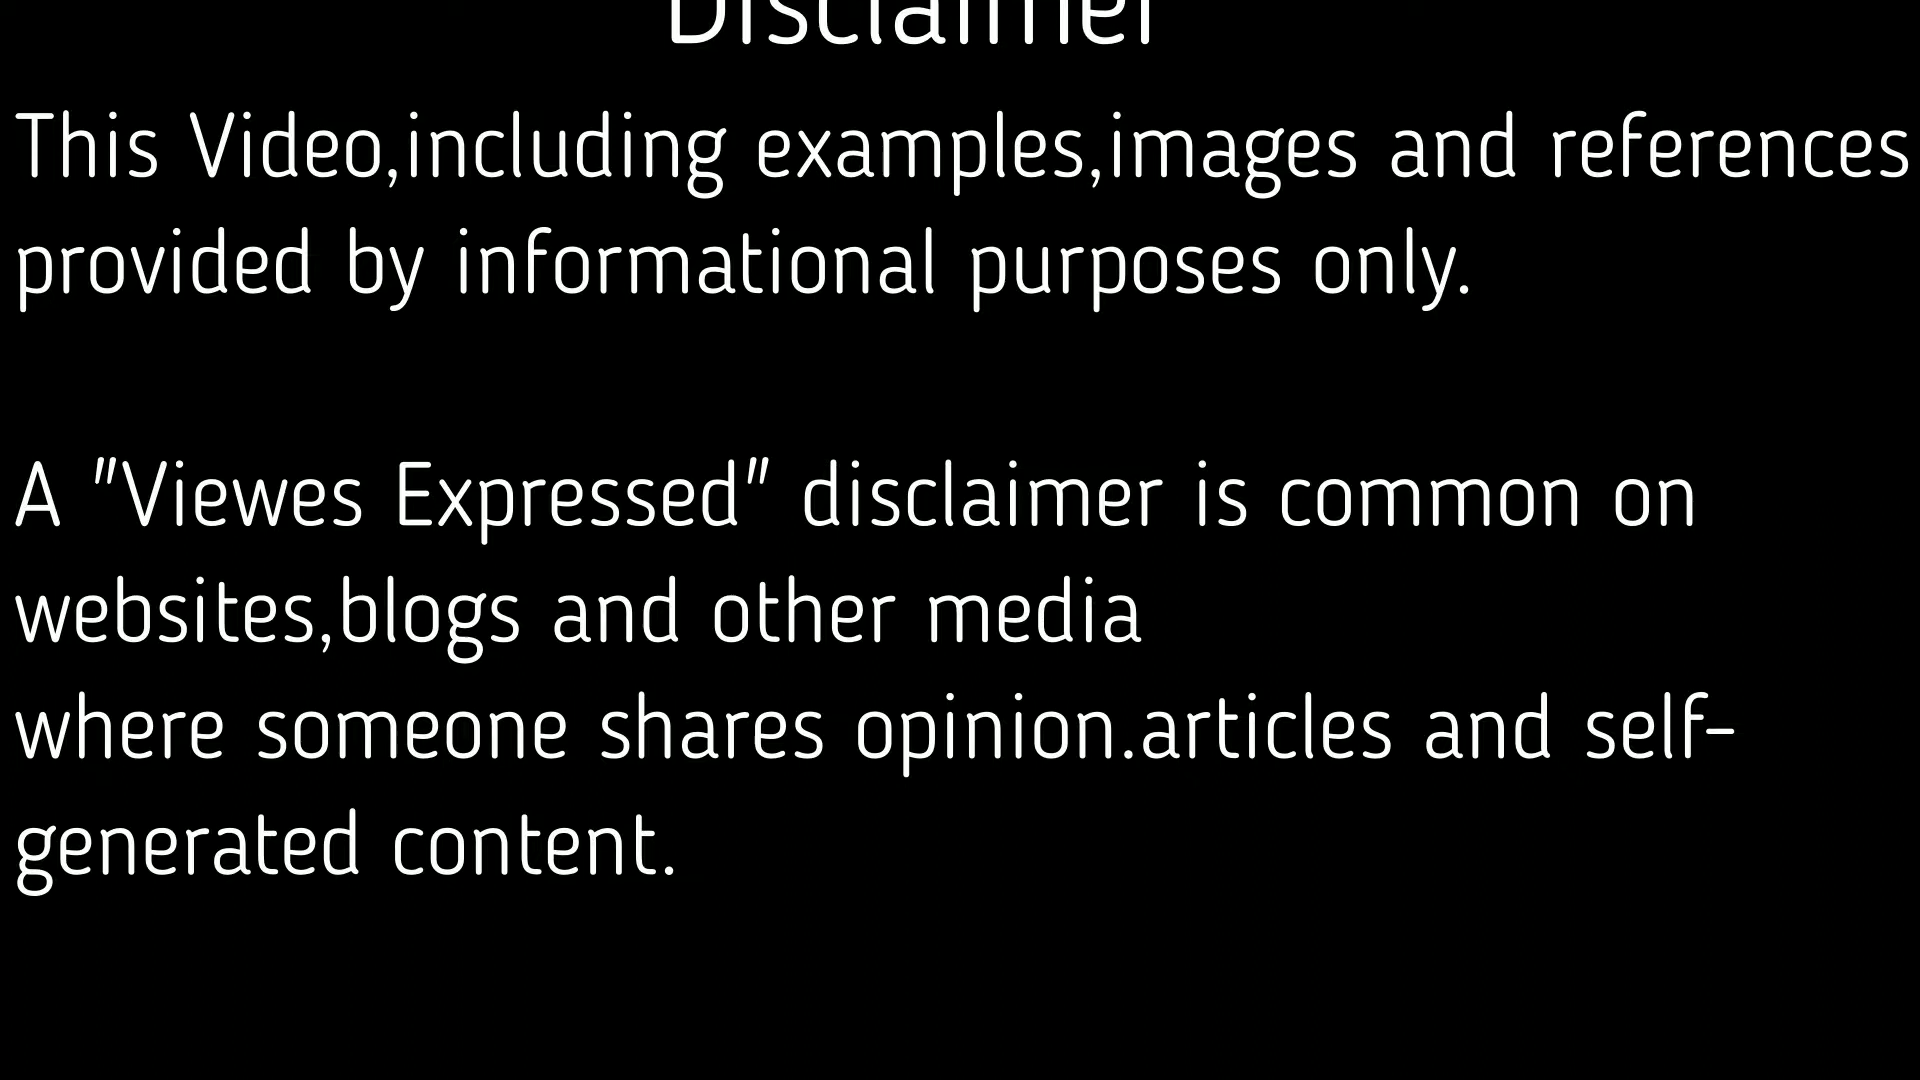 Disclaimer
This Video,including examples,images and references
provided by informational purposes only.
A "Viewes Expressed" disclaimer is common on
websites,blogs and other media
where someone shares opinion.articles and self-
generated content.